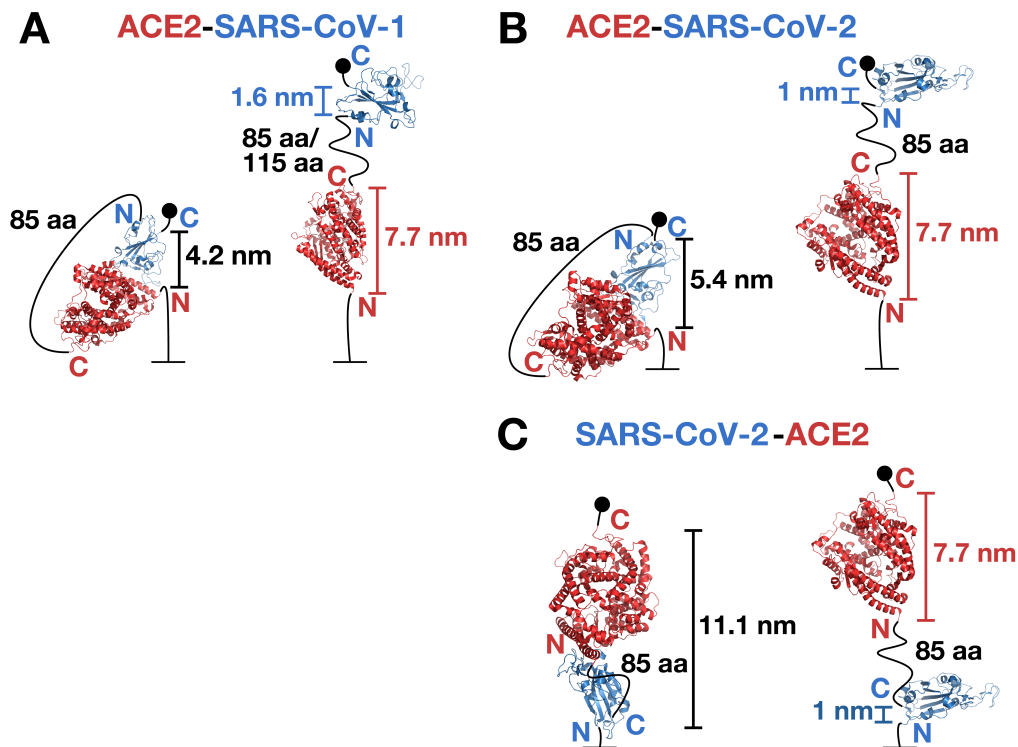 A
ACE2-SARS-CoV-1
C
1.6 nm
N
85 aa/
115 aa
C
7.7 nm
N
85 aa
N
C
4.2 nm
N
C
B
ACE2-SARS-CoV-2
C
1 nm
N
85 aa
C
7.7 nm
N
85 aa
N
C
5.4 nm
N
C
C
SARS-CoV-2-ACE2
C
11.1 nm
N
85 aa
N
C
C
7.7 nm
N
85 aa
C
1 nm
N